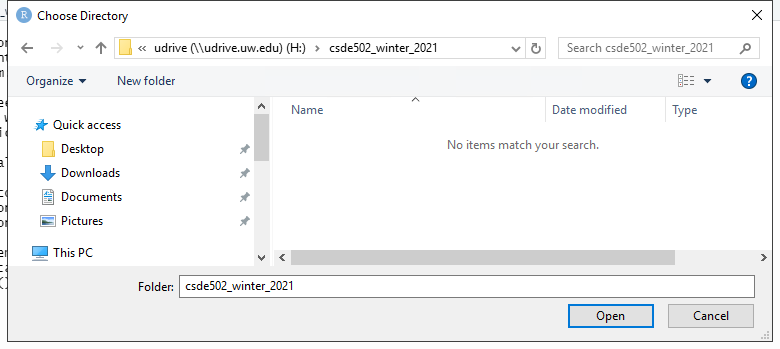 R Choose Directory
« udrive (\\udrive.uw.edu) (H:) › csde502_winter_2021
Search csde502_winter_2021
Organize
New folder
?
Name
Date modified
Type
Quick access
No items match your search.
Desktop
Downloads
Documents
Pictures
This PC
Folder: csde502_winter_2021
Open
Cancel